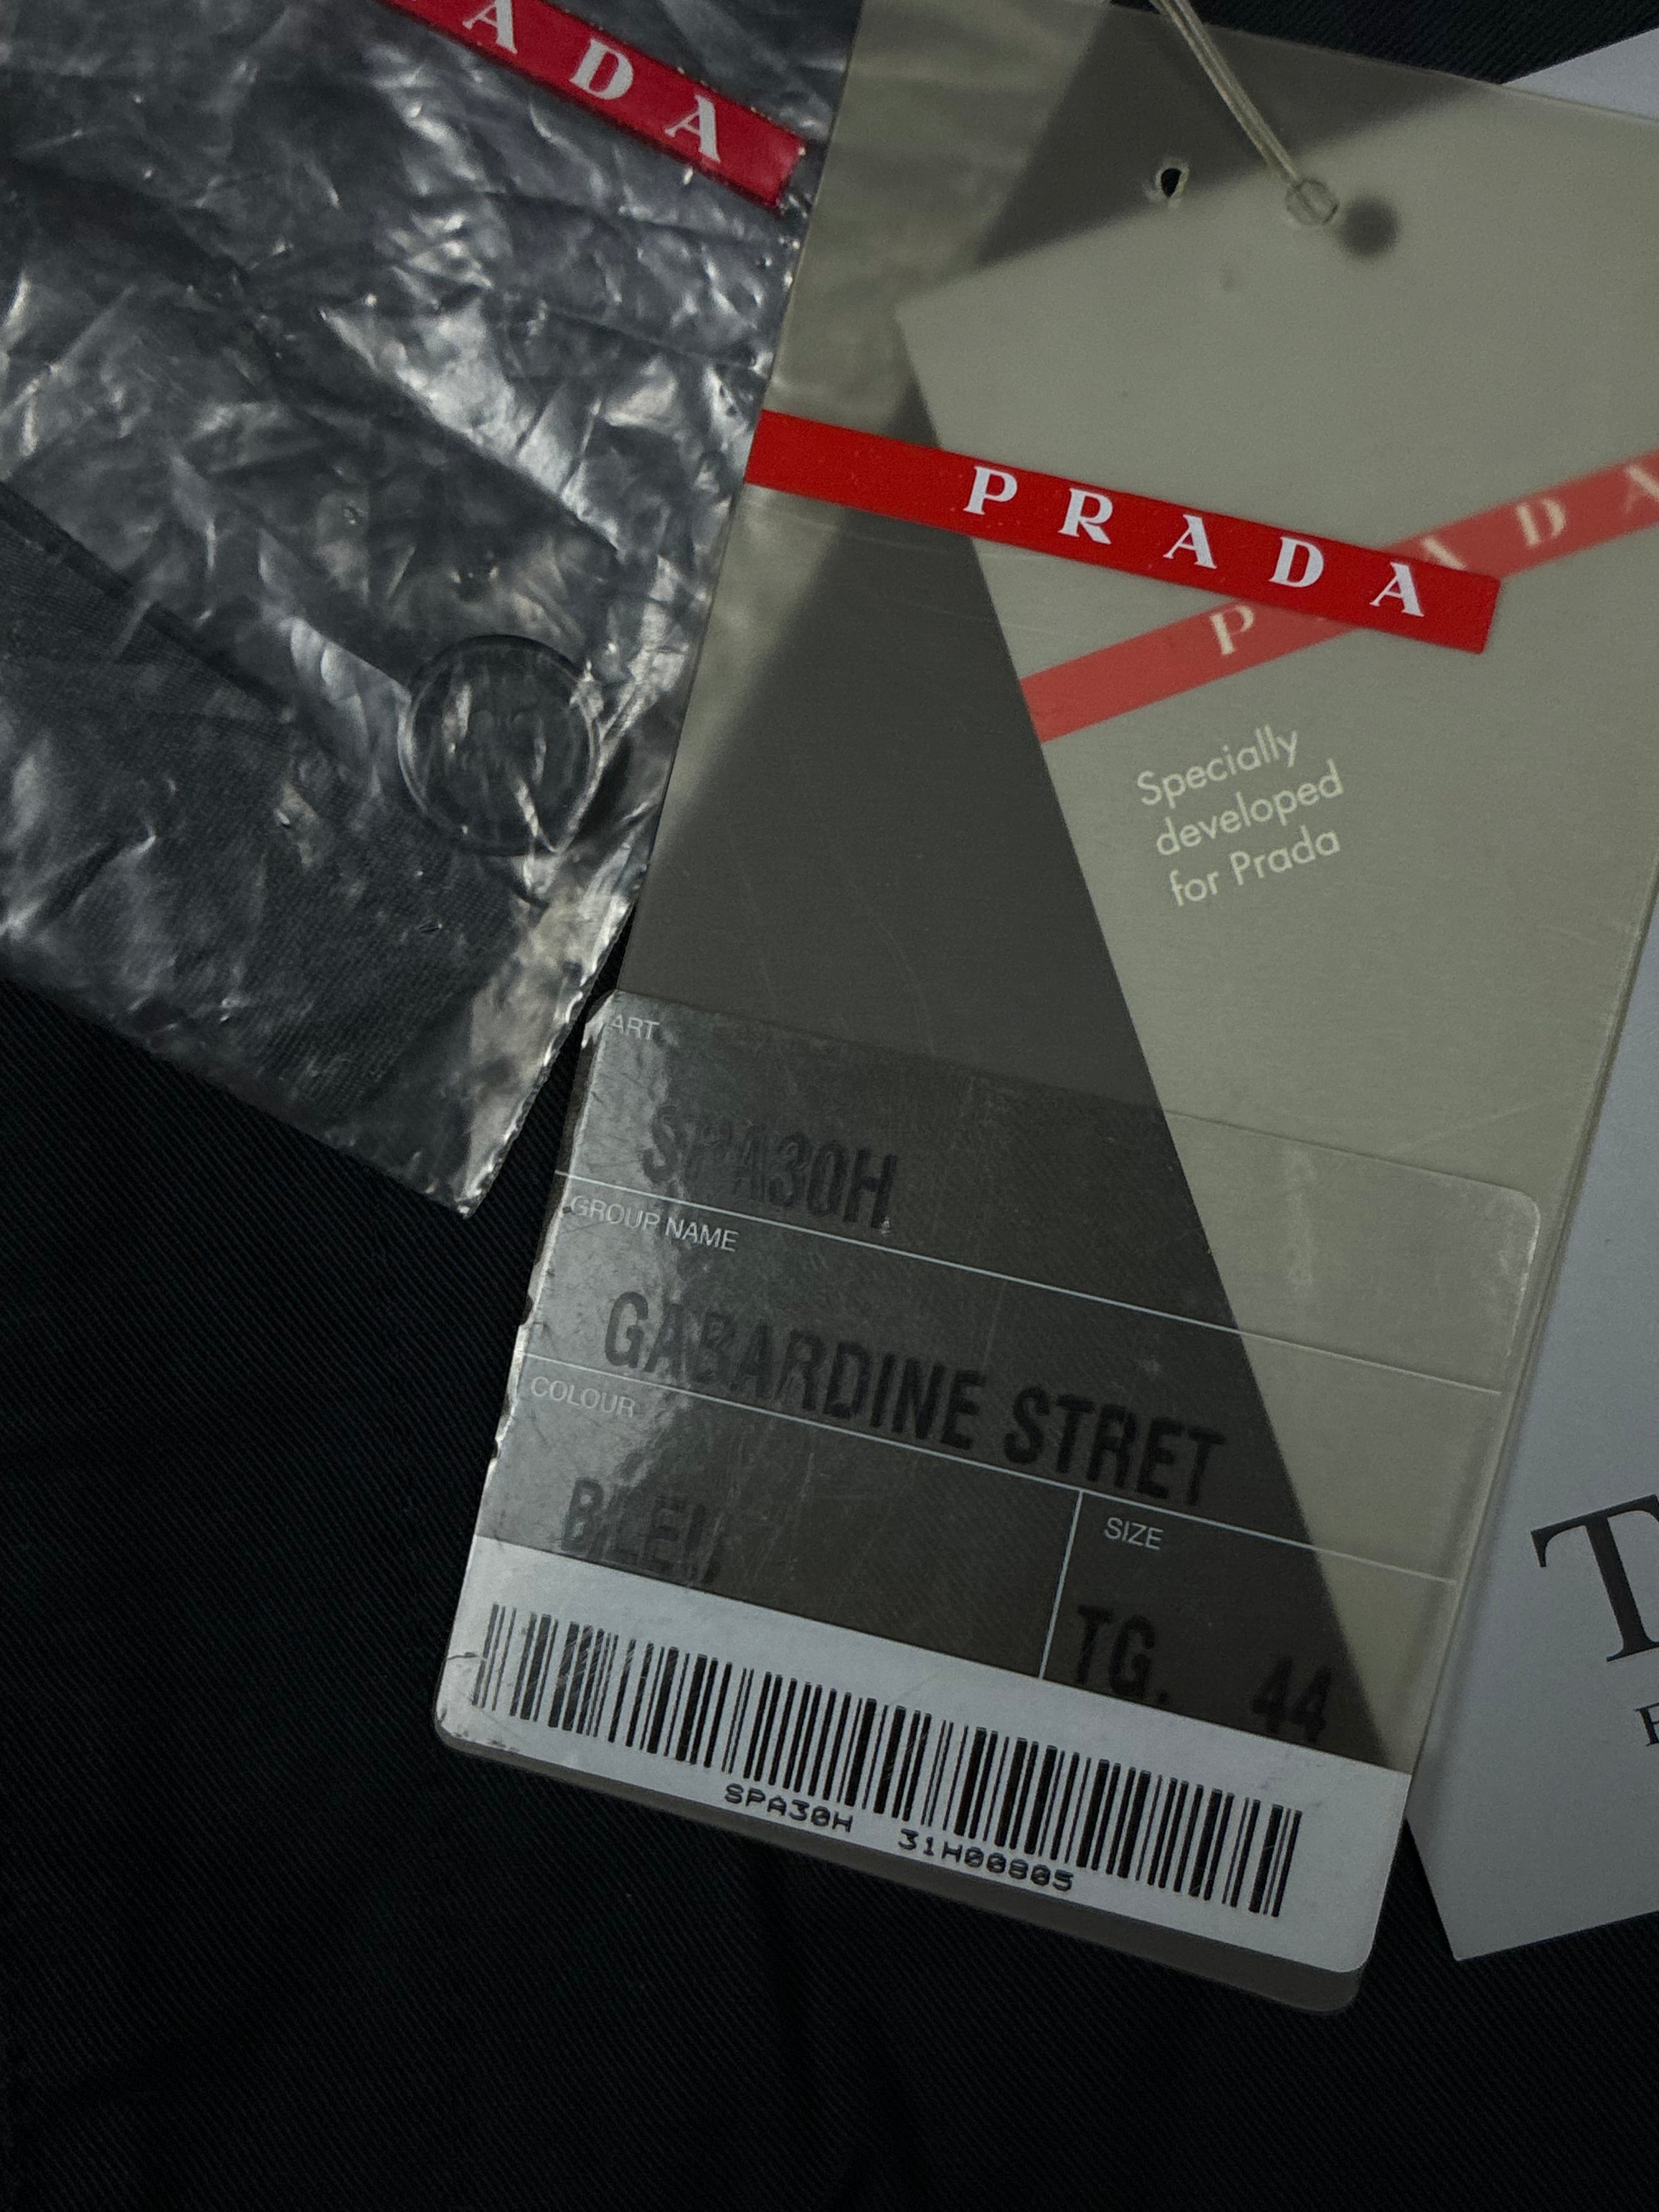 ADA
PRADA
PRADA
Specially
developed
for Prada
ART
SPA30H
GROUP NAME
GABARDINE STRET
COLOUR
BLEU
SIZE
TG. 44
SPA30H 31H00805
T